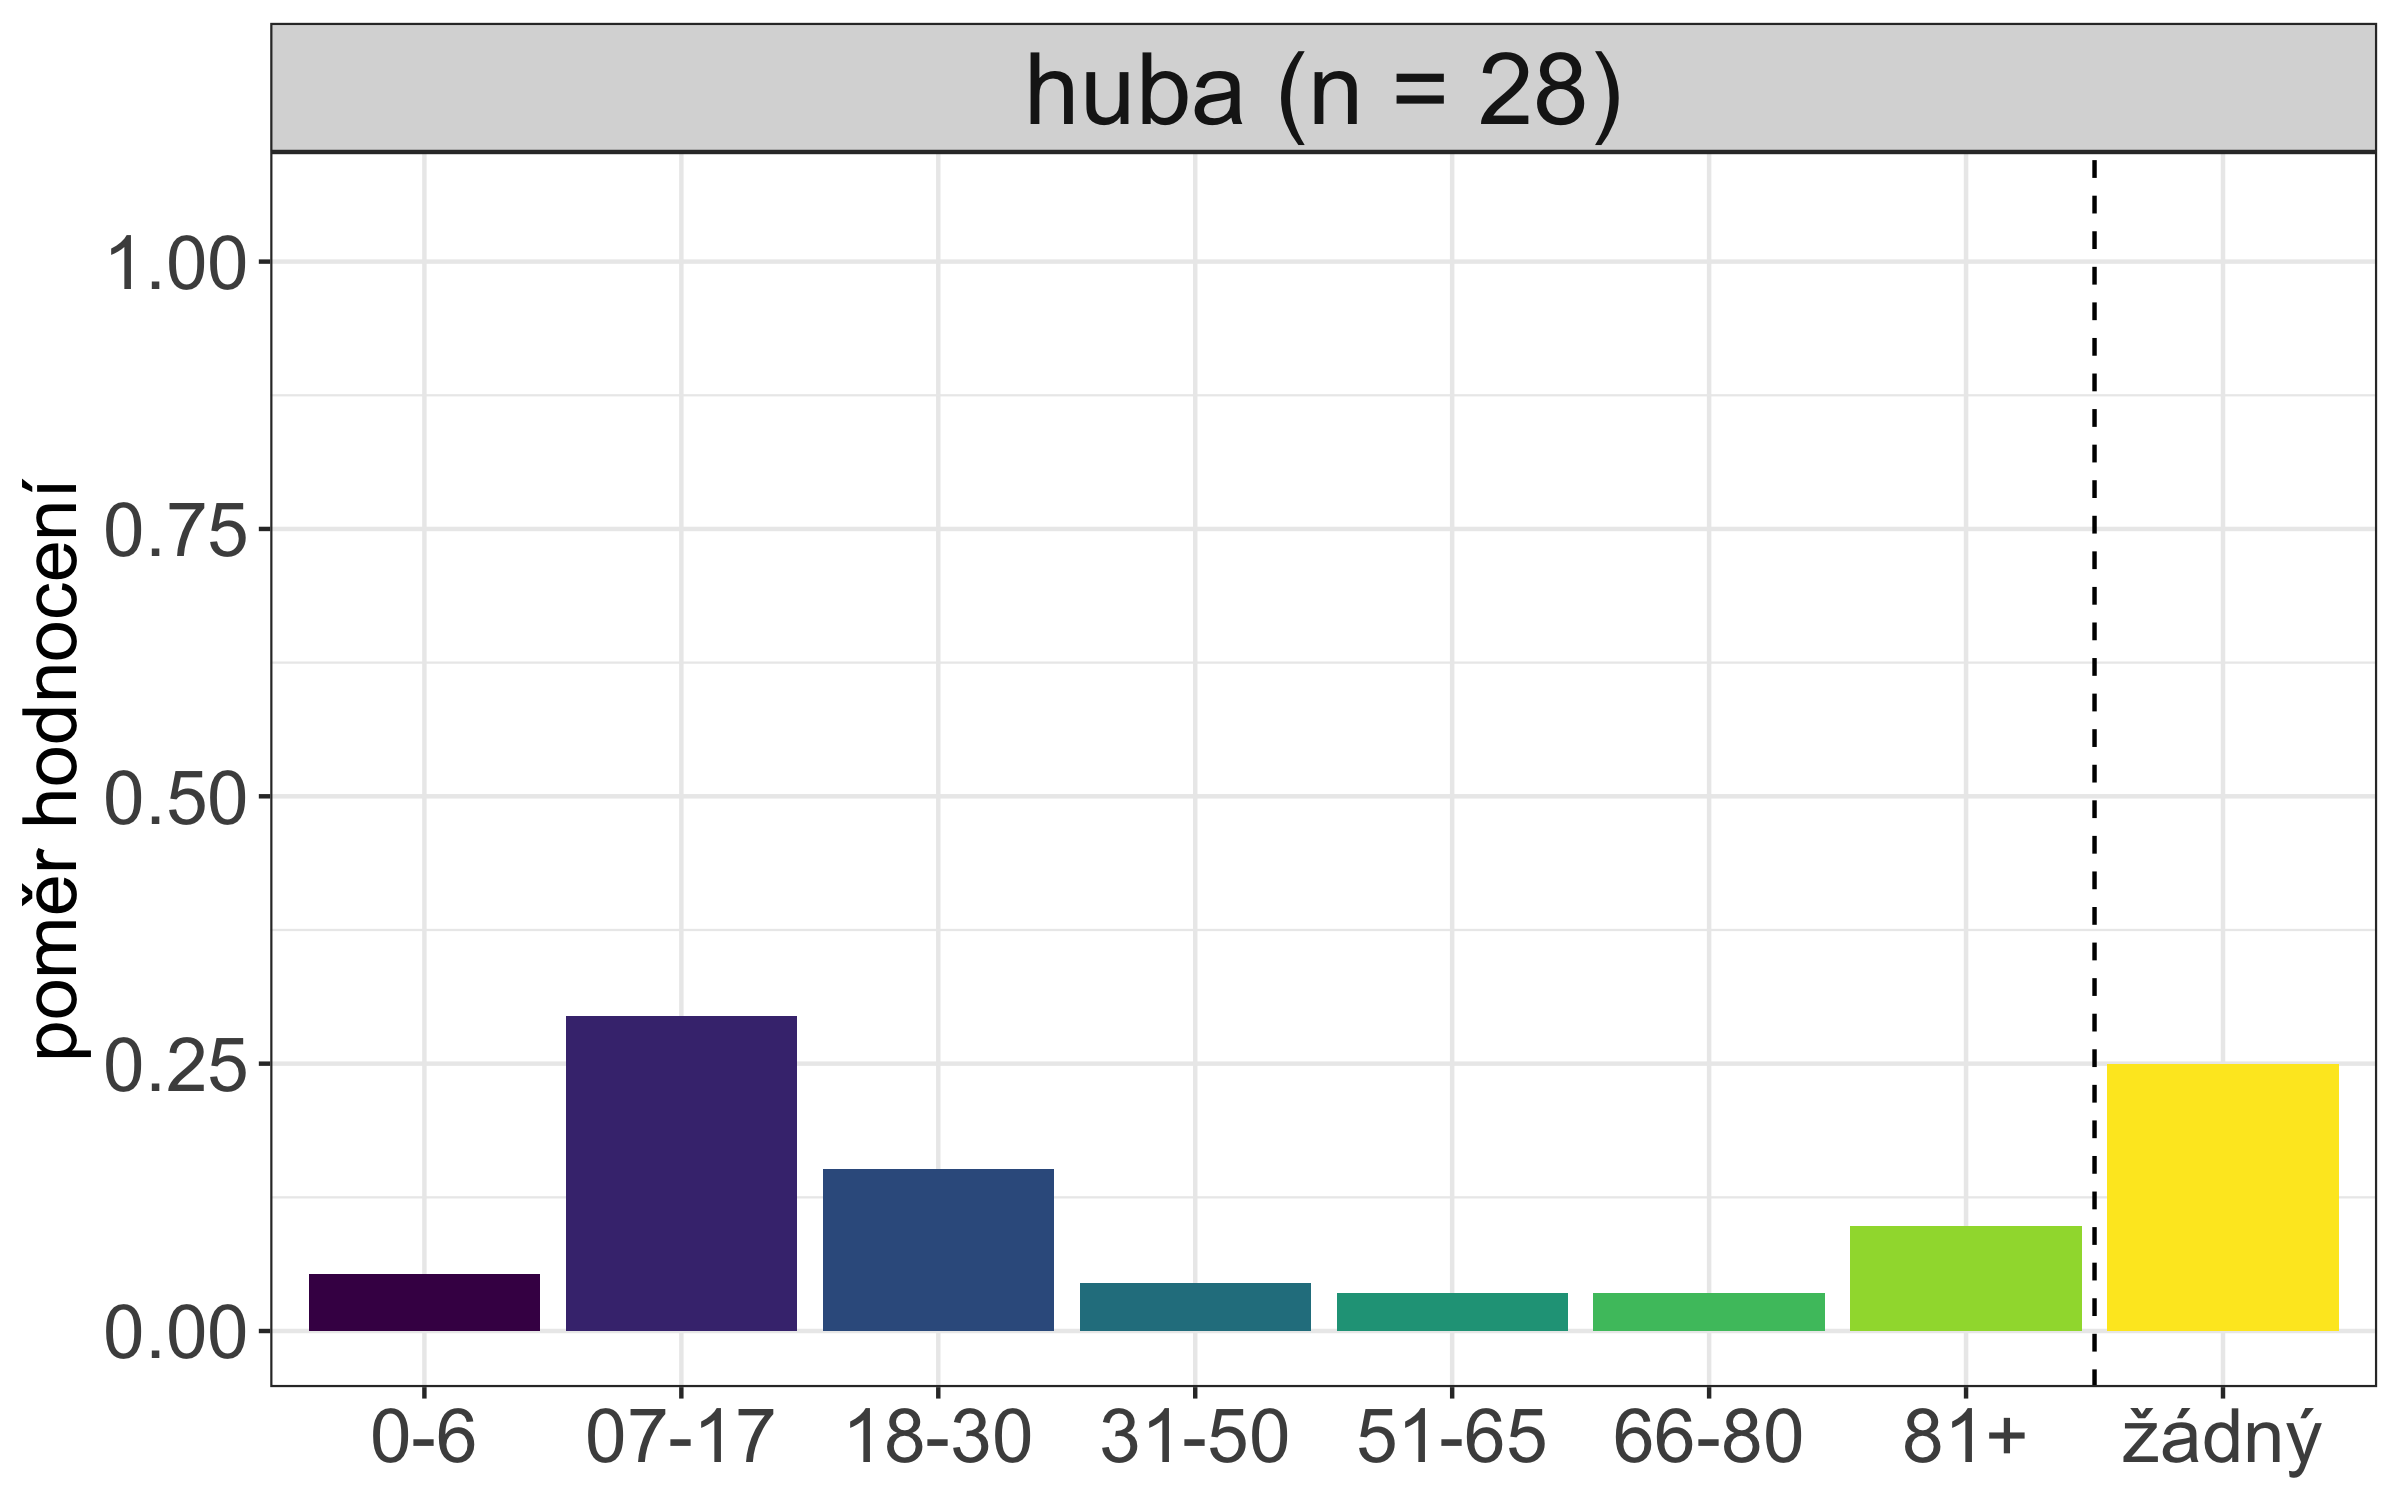 huba (n = 28)
poměr hodnocení
1.00
0.75
0.50
0.25
0.00
0-6 07-17 18-30 31-50 51-65 66-80 81+ žádný